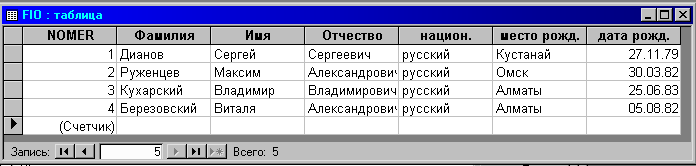 FIO : таблица
NOMER Фамилия Имя Отчество национ. место рожд. дата рожд.
1 Дианов Сергей Сергеевич русский Кустанай 27.11.79
2 Руженцев Максим Александрович русский Омск 30.03.82
3 Кухарский Владимир Владимирович русский Алматы 25.06.83
4 Березовский Виталя Александрович русский Алматы 05.08.82
(Счетчик)
Запись: 5 Всего: 5